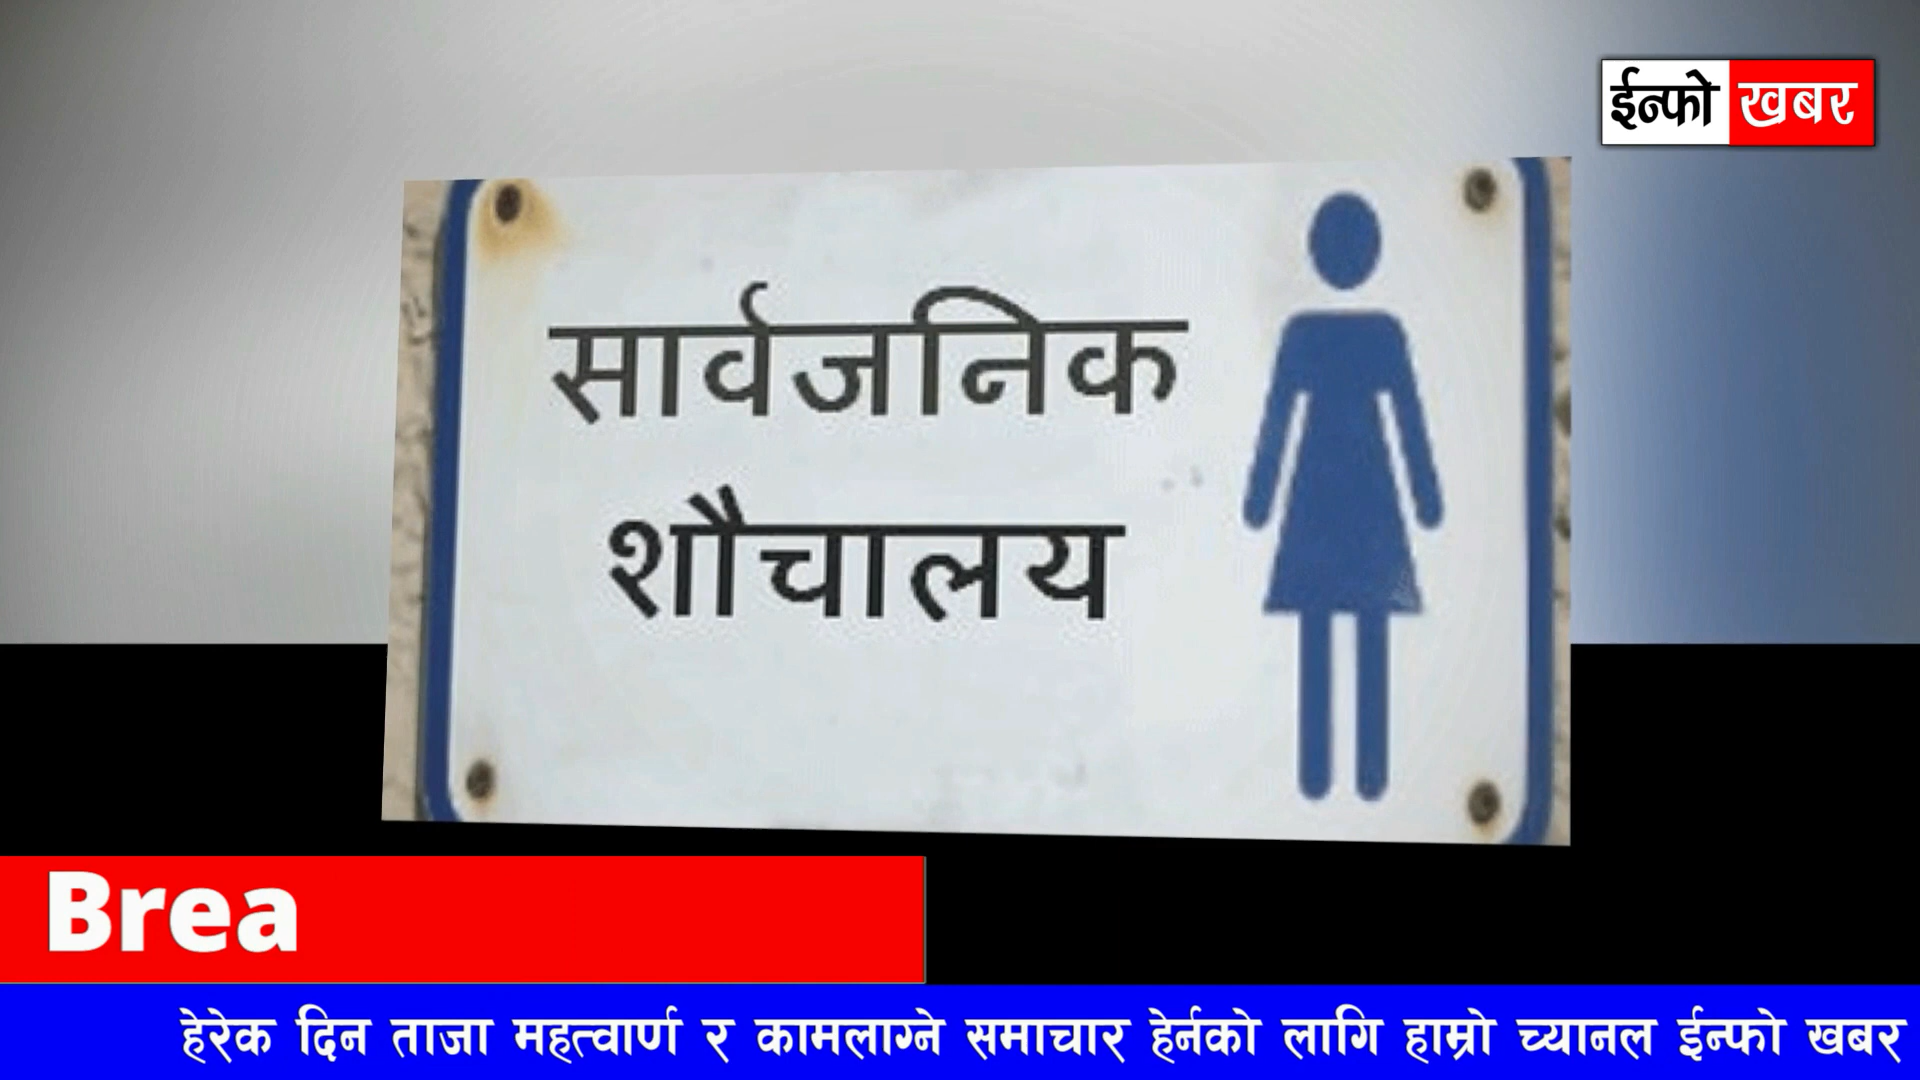 ईन्फो खबर
सार्वजनिक
शौचालय
Brea
हेरेक दिन ताजा महत्वार्ण र कामलाग्ने समाचार हेर्नको लागि हाम्रो च्यानल ईन्फो खबर